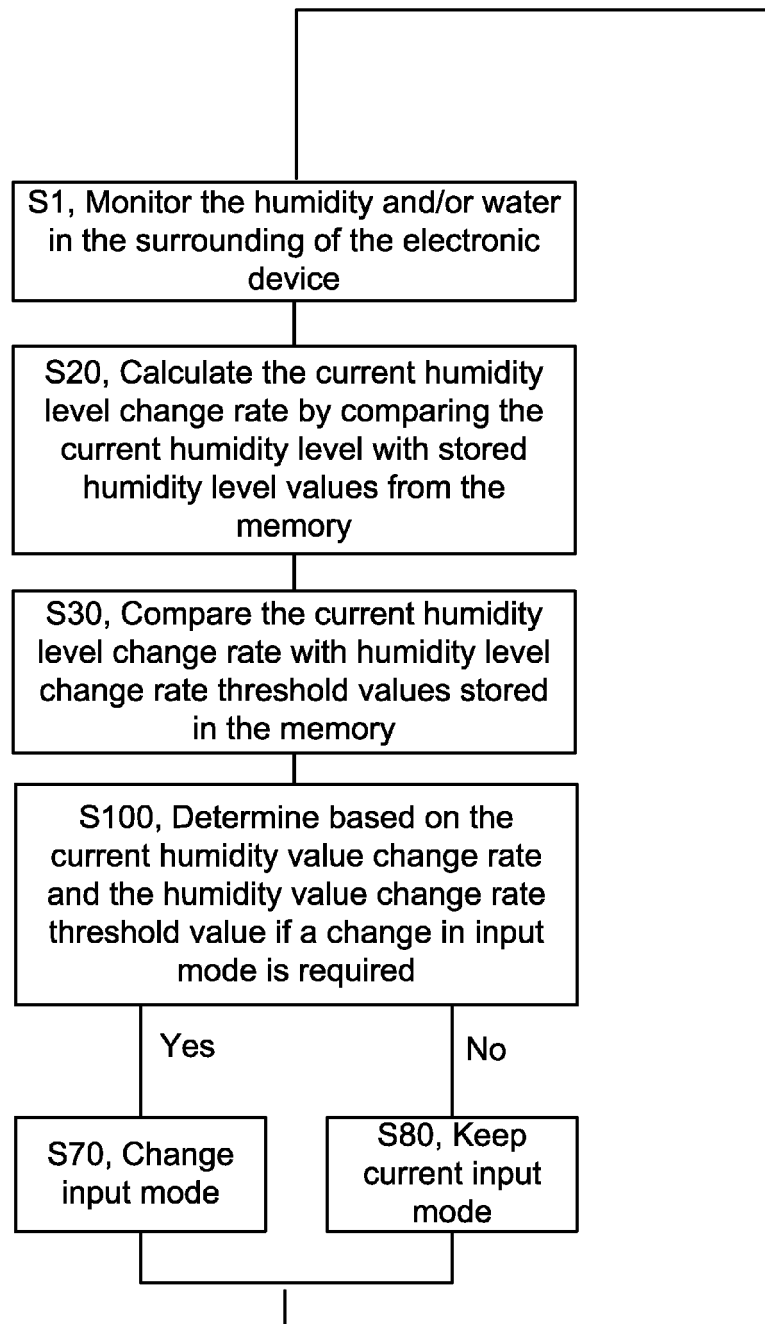 S1, Monitor the humidity and/or water
in the surrounding of the electronic
device
S20, Calculate the current humidity
level change rate by comparing the
current humidity level with stored
humidity level values from the
memory
S30, Compare the current humidity
level change rate with humidity level
change rate threshold values stored
in the memory
S100, Determine based on the
current humidity value change rate
and the humidity value change rate
threshold value if a change in input
mode is required
Yes
No
S70, Change
input mode
S80, Keep
current input
mode